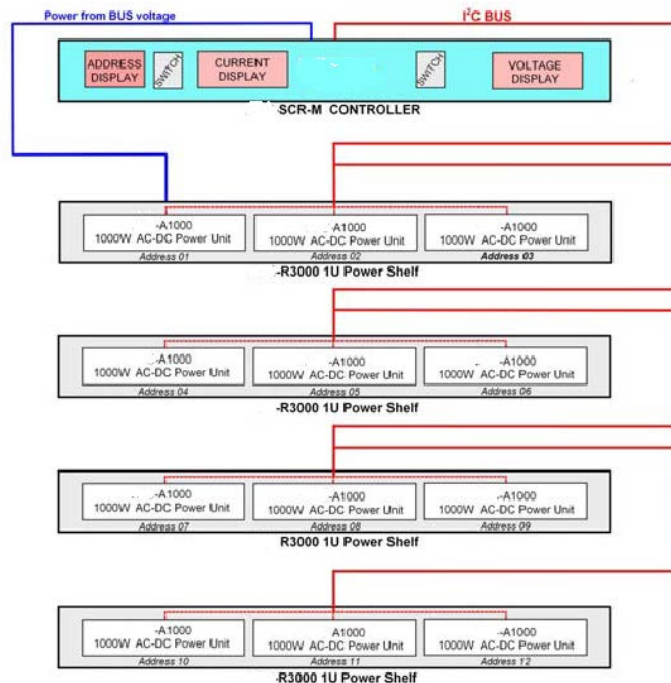 Power from BUS voltage
I²C BUS
ADDRESS
DISPLAY
SWITCH
CURRENT
DISPLAY
SWITCH
VOLTAGE
DISPLAY
-SCR-M CONTROLLER
-A1000
1000W AC-DC Power Unit
Address 01
-A1000
1000W AC-DC Power Unit
Address 02
-A1000
1000W AC-DC Power Unit
Address 03
-R3000 1U Power Shelf
-A1000
1000W AC-DC Power Unit
Address 04
-A1000
1000W AC-DC Power Unit
Address 05
-A1000
1000W AC-DC Power Unit
Address 06
-R3000 1U Power Shelf
-A1000
1000W AC-DC Power Unit
Address 07
-A1000
1000W AC-DC Power Unit
Address 08
-A1000
1000W AC-DC Power Unit
Address 09
R3000 1U Power Shelf
-A1000
1000W AC-DC Power Unit
Address 10
A1000
1000W AC-DC Power Unit
Address 11
-A1000
1000W AC-DC Power Unit
Address 12
-R3000 1U Power Shelf